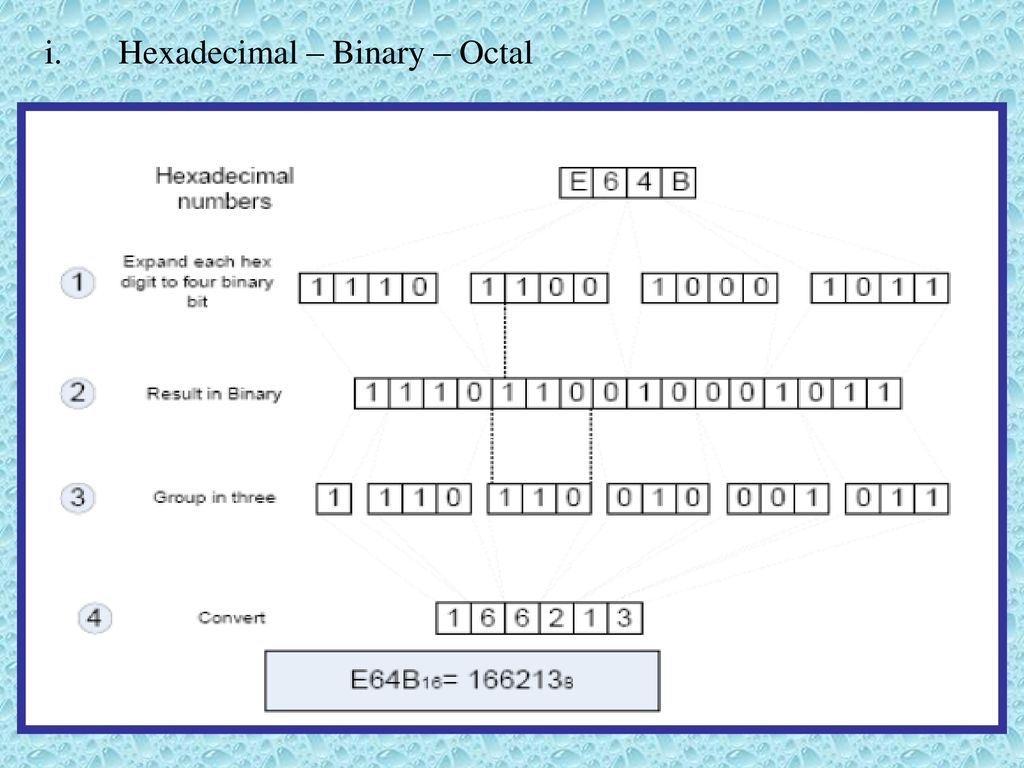 i. Hexadecimal – Binary – Octal
Hexadecimal
numbers
E 6 4 B
1
Expand each hex
digit to four binary
bit
1 1 1 0 1 1 0 0 1 0 0 0 1 0 1 1
2 Result in Binary 1 1 1 0 1 1 0 0 1 0 0 0 1 0 1 1
3 Group in three 1 1 1 0 1 1 0 0 1 0 0 0 1 0 1 1
4 Convert 1 6 6 2 1 3
E64B₁₆= 166213₈